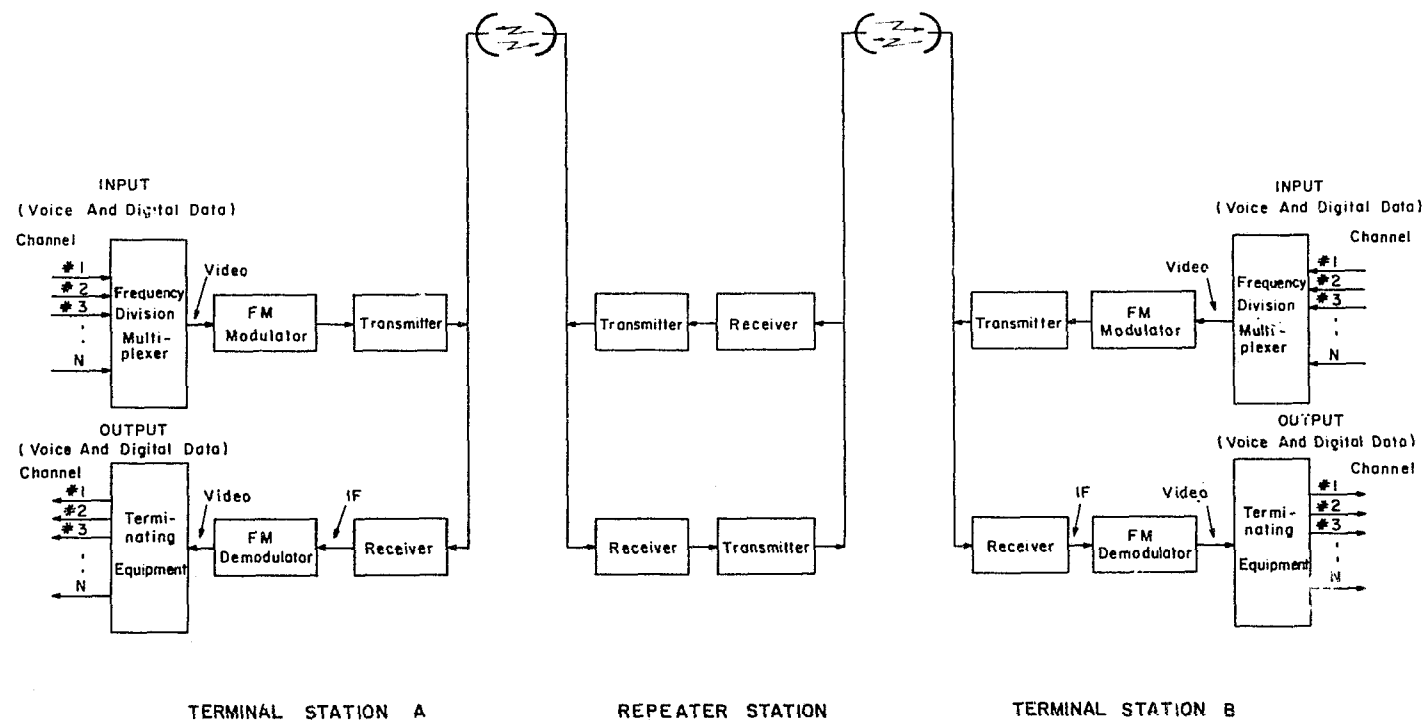 INPUT
(Voice And Digital Data)
Channel
#1
#2
#3
N
Frequency
Division
Multi-
plexer
Video
FM
Modulator
Transmitter
OUTPUT
(Voice And Digital Data)
Channel
#1
#2
#3
N
Termi-
nating
Equipment
Video
FM
Demodulator
IF
Receiver
TERMINAL STATION A
Transmitter
Receiver
Receiver
Transmitter
REPEATER STATION
INPUT
(Voice And Digital Data)
Channel
Transmitter
FM
Modulator
Video
Frequency
Division
Multi-
plexer
#1
#2
#3
N
OUTPUT
(Voice And Digital Data)
Channel
Receiver
IF
FM
Demodulator
Video
Termi-
nating
Equipment
#1
#2
#3
N
TERMINAL STATION B